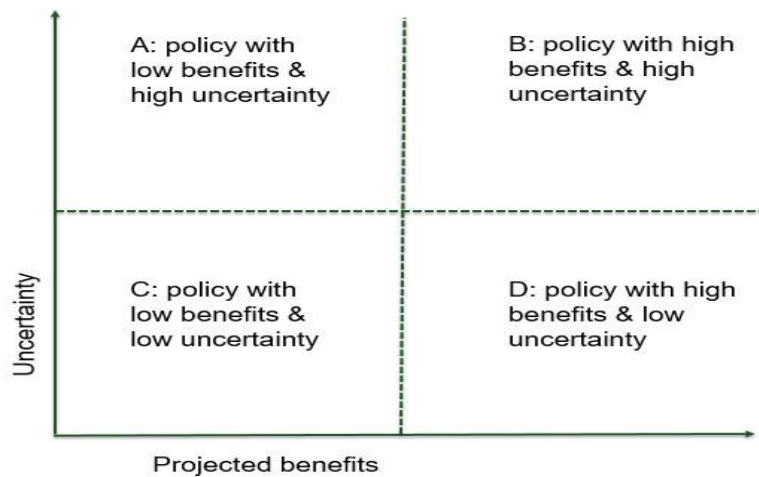 A: policy with
low benefits &
high uncertainty
B: policy with high
benefits & high
uncertainty
C: policy with
low benefits &
low uncertainty
D: policy with high
benefits & low
uncertainty
Uncertainty
Projected benefits